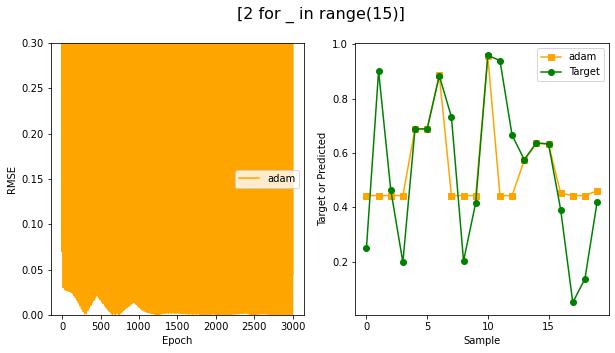 [2 for _ in range(15)]
0.30
0.25
0.20
0.15
0.10
0.05
0.00
RMSE
0 500 1000 1500 2000 2500 3000
Epoch
adam
1.0
0.8
0.6
0.4
0.2
Target or Predicted
0 5 10 15
Sample
adam
Target